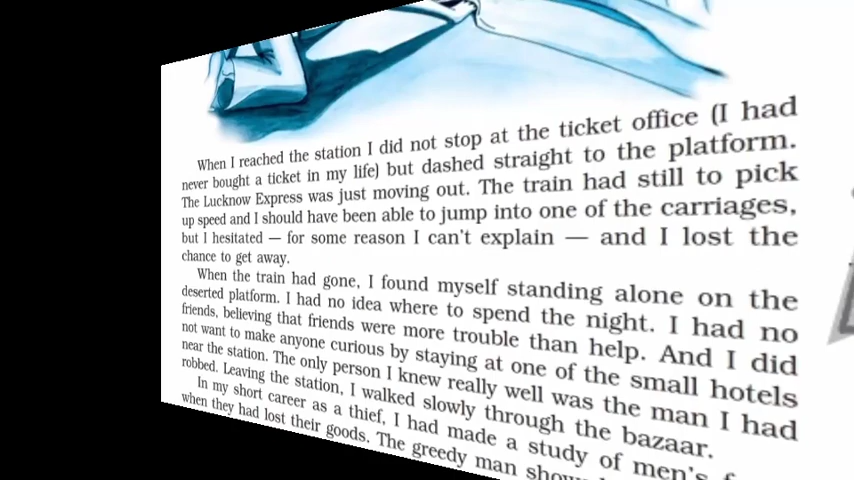 When I reached the station I did not stop at the ticket office (I had
never bought a ticket in my life) but dashed straight to the platform.
The Lucknow Express was just moving out. The train had still to pick
up speed and I should have been able to jump into one of the carriages,
but I hesitated — for some reason I can't explain — and I lost the
chance to get away.
When the train had gone, I found myself standing alone on the
deserted platform. I had no idea where to spend the night. I had no
friends, believing that friends were more trouble than help. And I did
not want to make anyone curious by staying at one of the small hotels
near the station. The only person I knew really well was the man I had
robbed. Leaving the station, I walked slowly through the bazaar.
In my short career as a thief, I had made a study of men's
when they had lost their goods. The greedy man